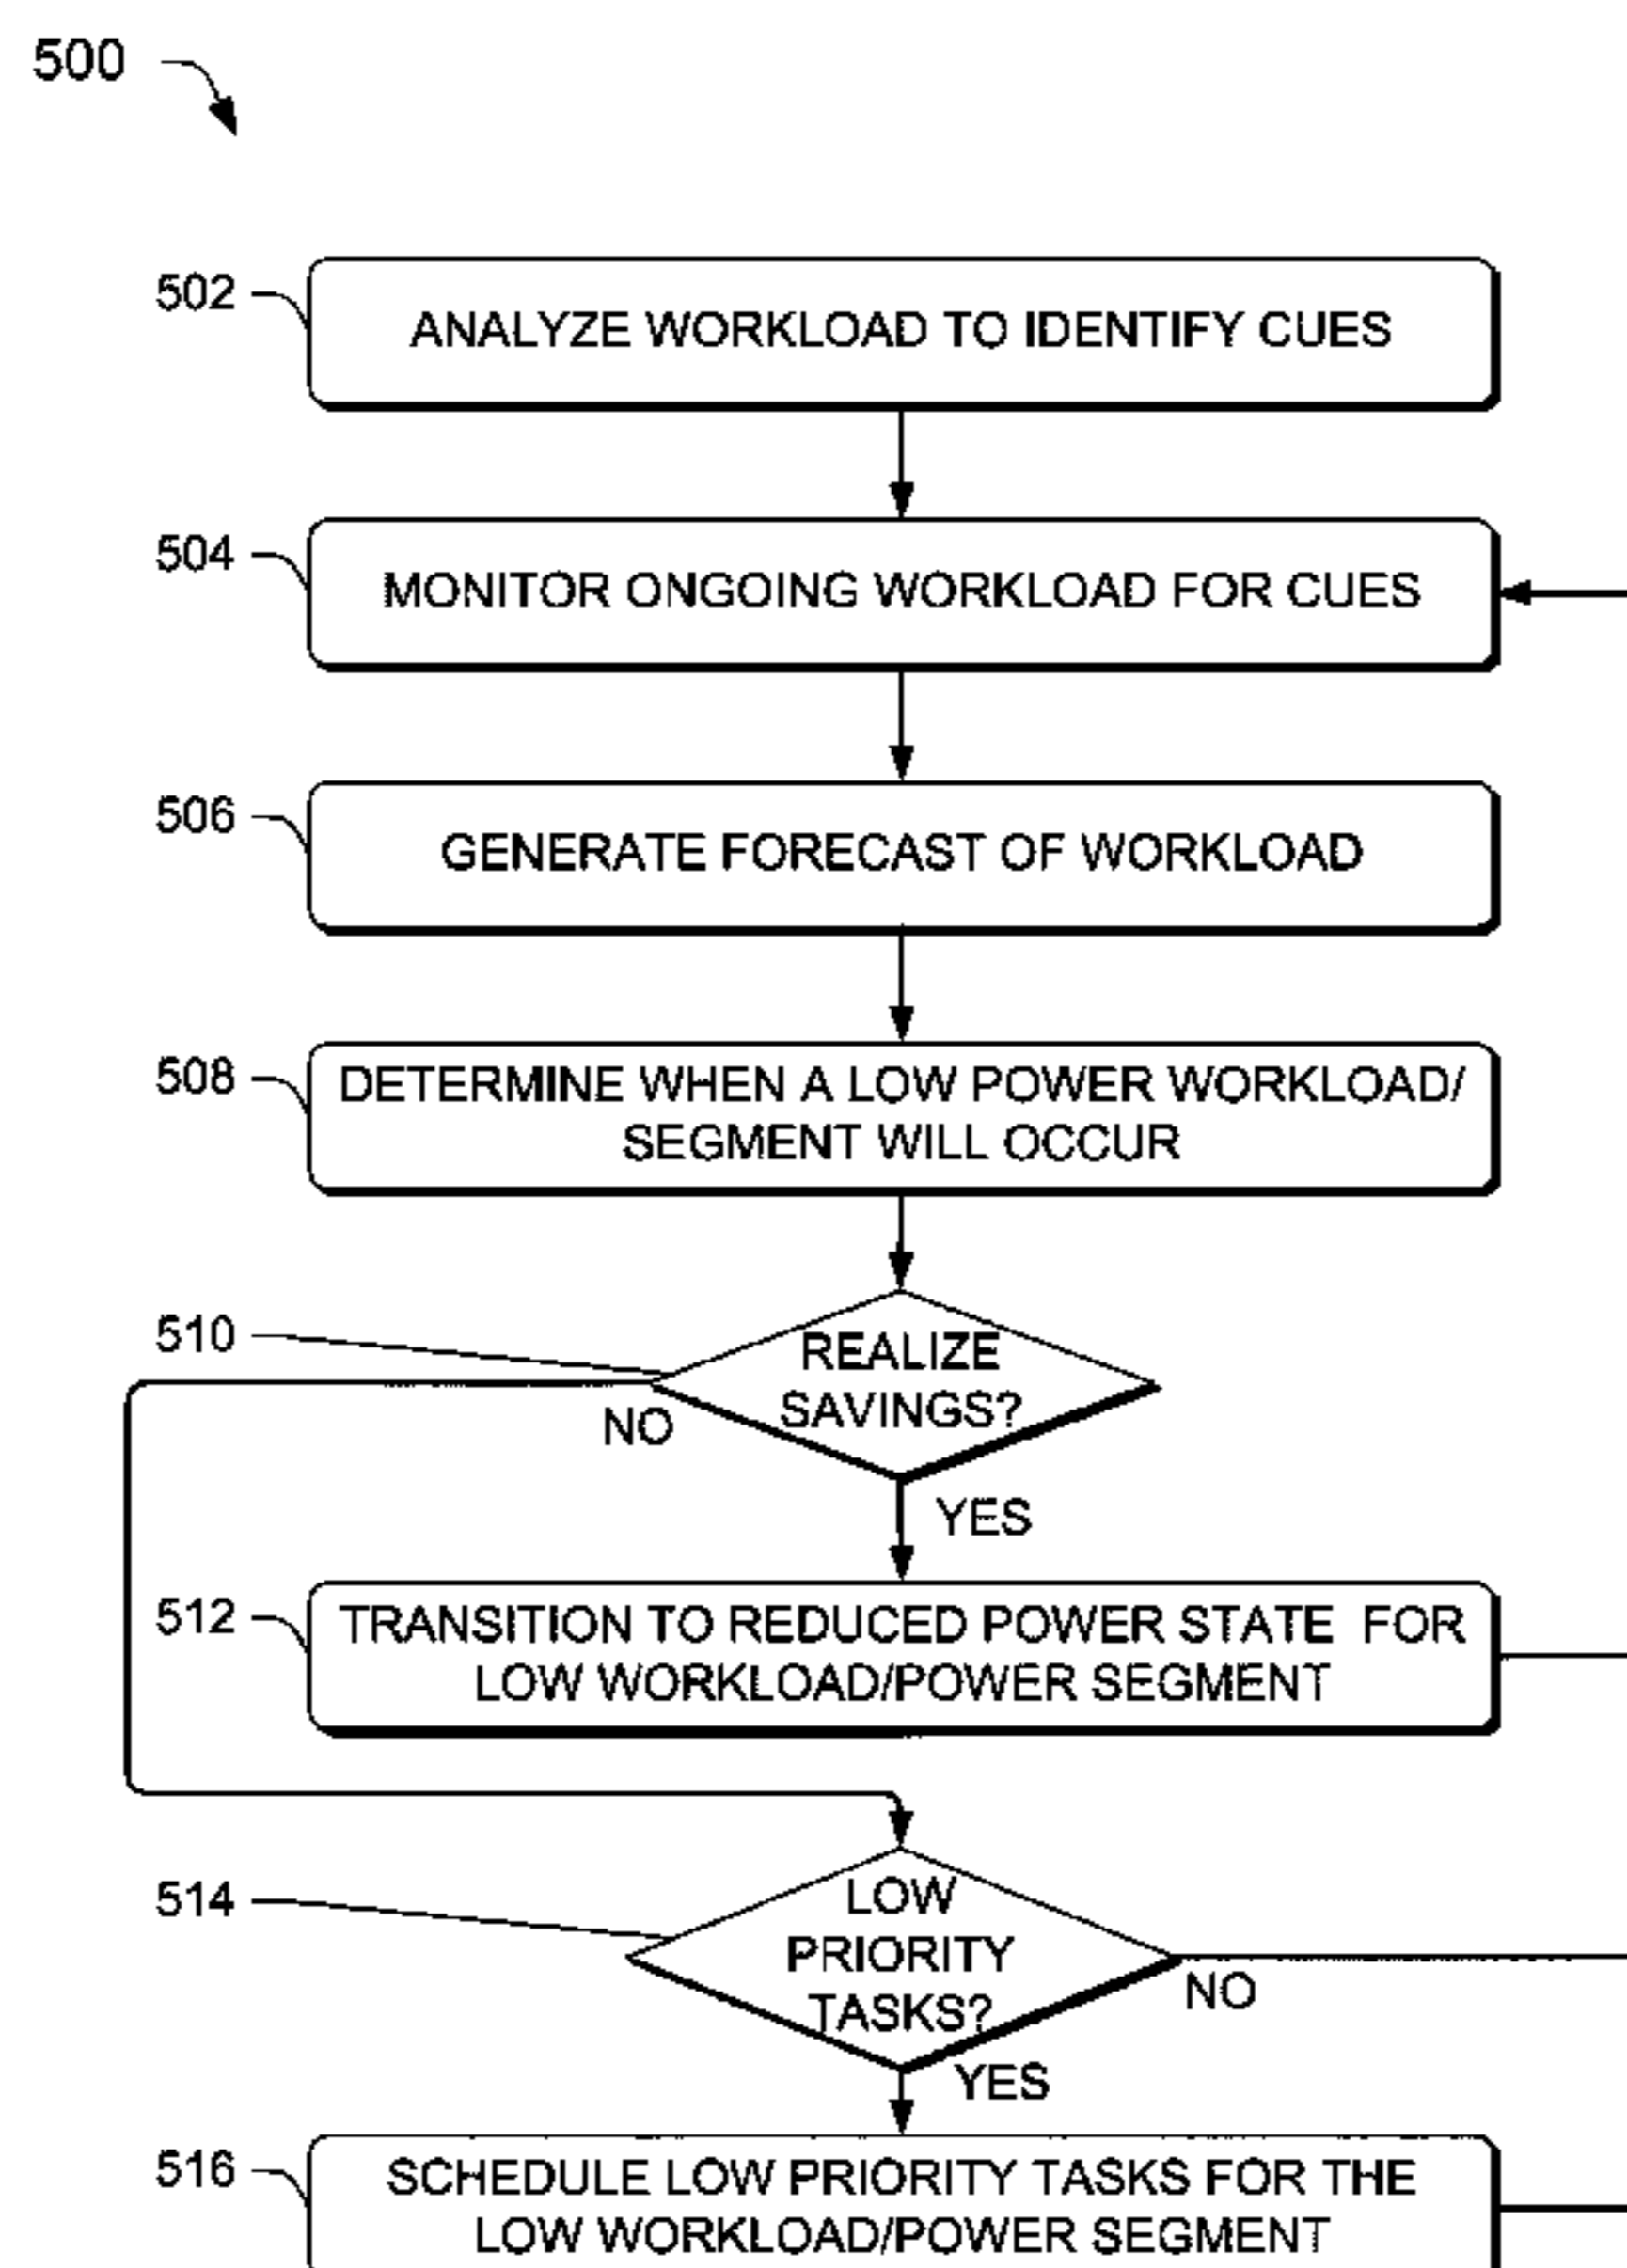 500
502
ANALYZE WORKLOAD TO IDENTIFY CUES
504
MONITOR ONGOING WORKLOAD FOR CUES
506
GENERATE FORECAST OF WORKLOAD
508
DETERMINE WHEN A LOW POWER WORKLOAD/
SEGMENT WILL OCCUR
510
REALIZE
SAVINGS?
NO
YES
512
TRANSITION TO REDUCED POWER STATE FOR
LOW WORKLOAD/POWER SEGMENT
514
LOW
PRIORITY
TASKS?
NO
YES
516
SCHEDULE LOW PRIORITY TASKS FOR THE
LOW WORKLOAD/POWER SEGMENT